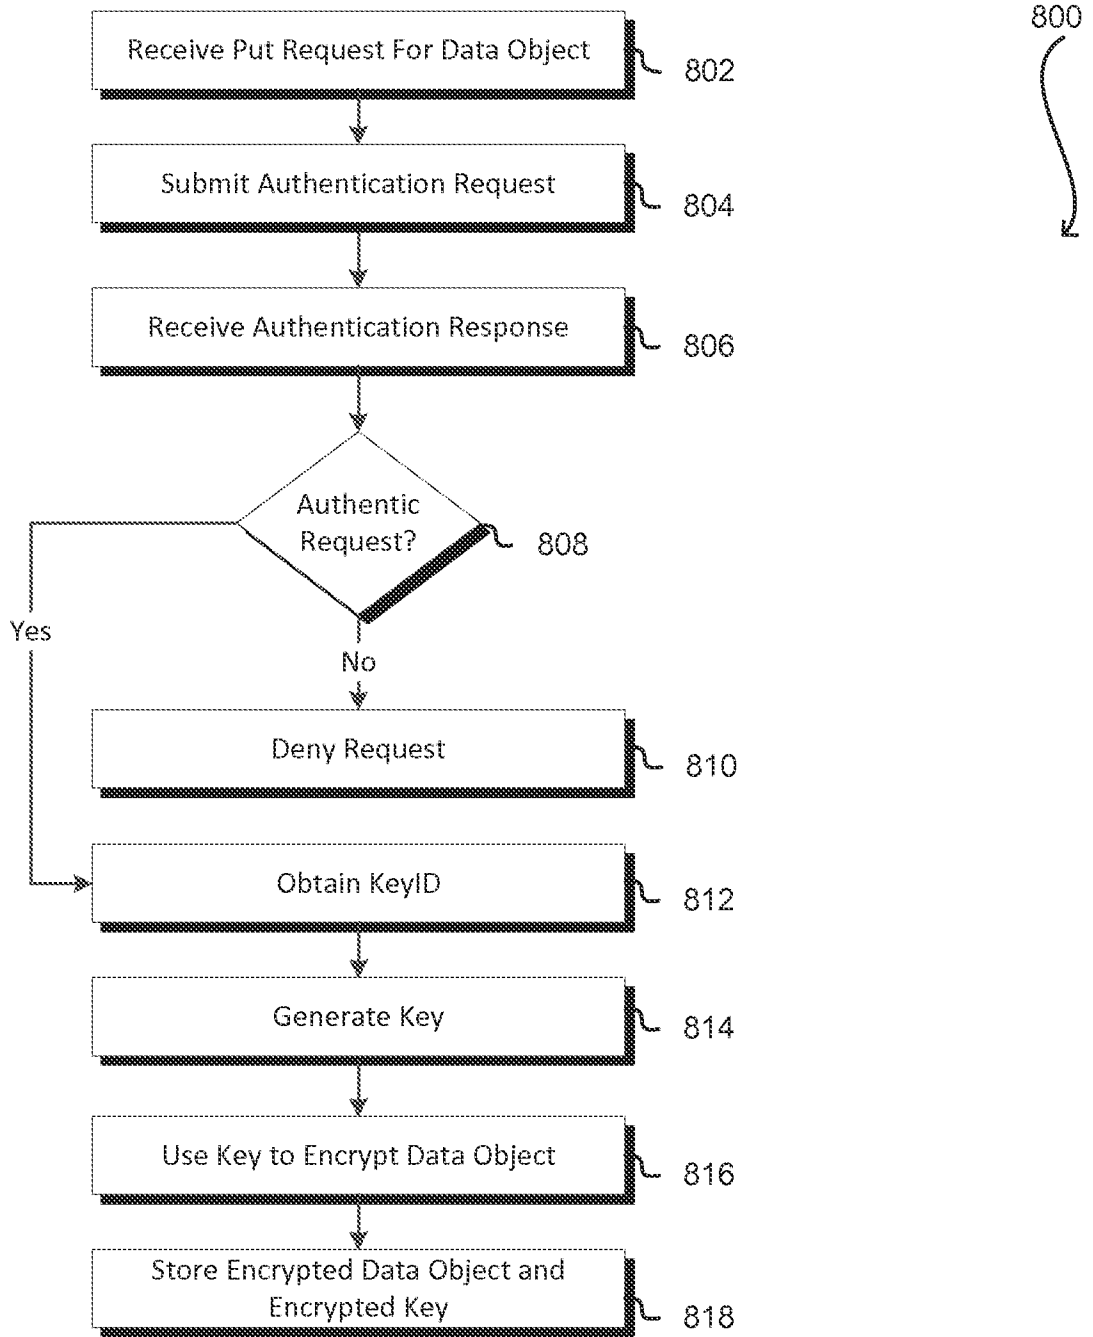 800
Receive Put Request For Data Object
802
Submit Authentication Request
804
Receive Authentication Response
806
Authentic
Request?
808
Yes
No
Deny Request
810
Obtain KeyID
812
Generate Key
814
Use Key to Encrypt Data Object
816
Store Encrypted Data Object and
Encrypted Key
818